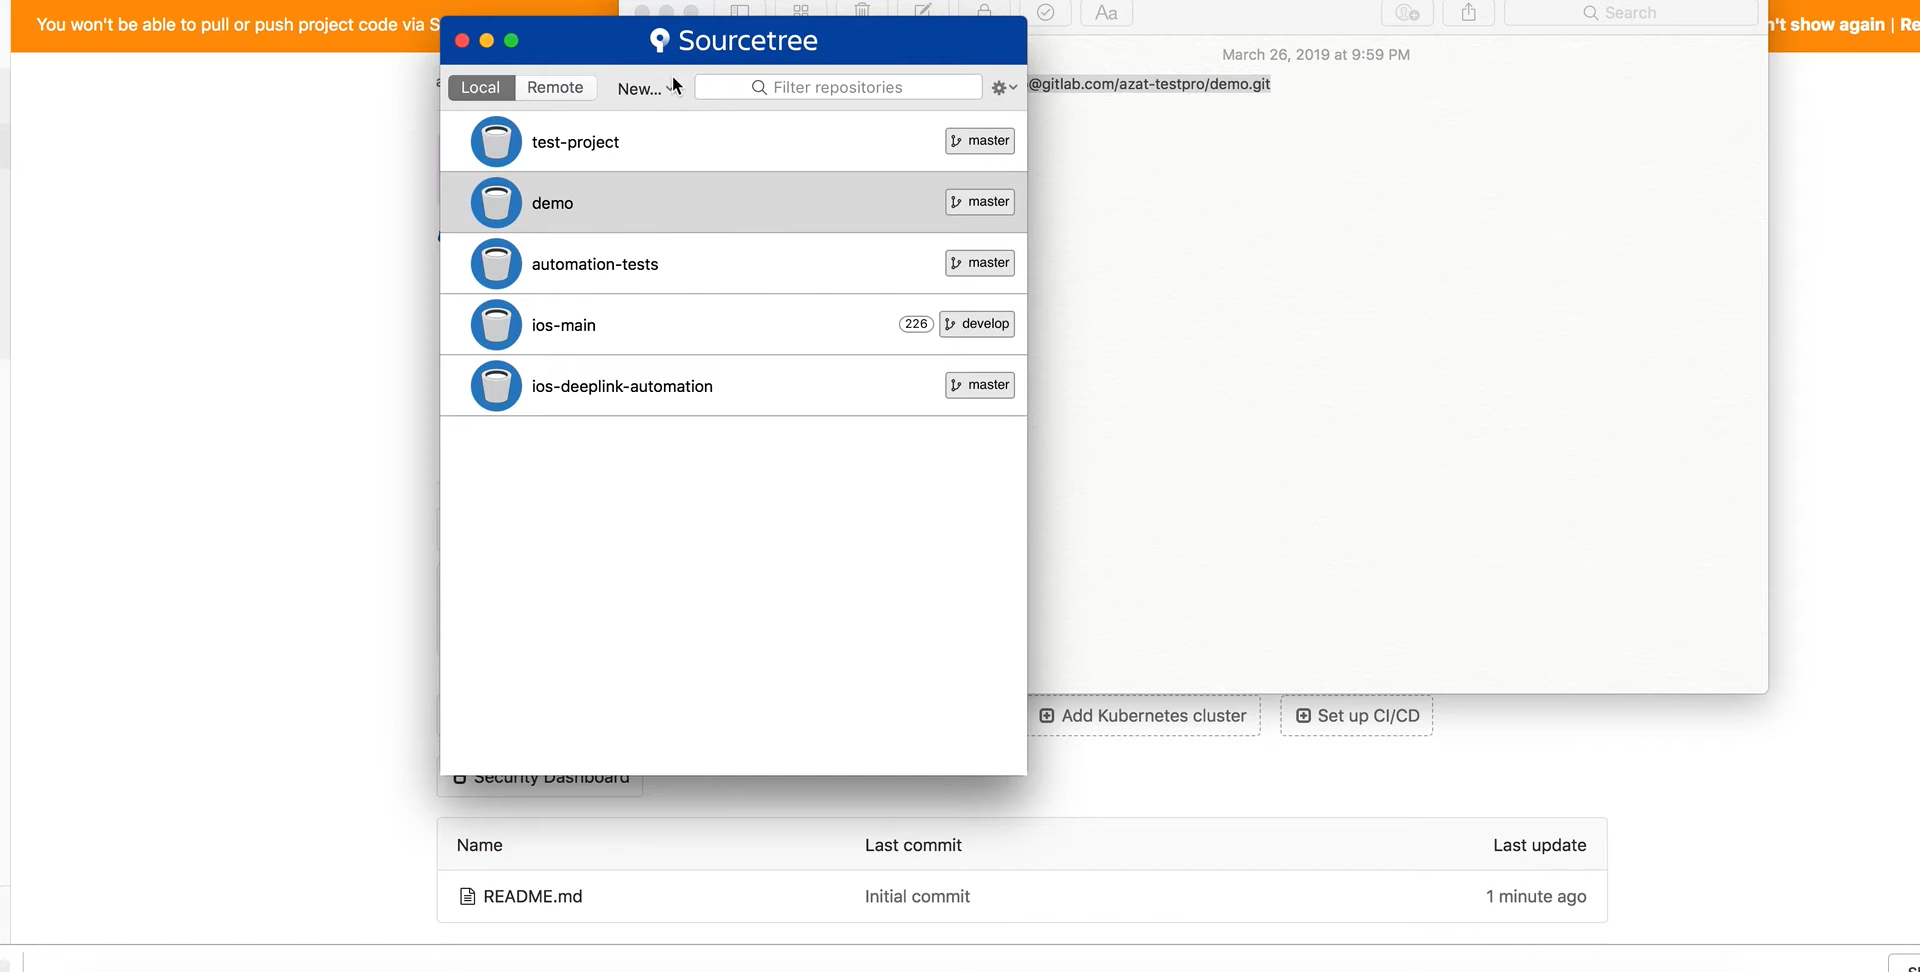 You won't be able to pull or push project code via
't show again | Re
Aa
Search
March 26, 2019 at 9:59 PM
@gitlab.com/azat-testpro/demo.git
Sourcetree
Local
Remote
New...
Filter repositories
test-project
master
demo
master
automation-tests
master
ios-main
226
develop
ios-deeplink-automation
master
Add Kubernetes cluster
Set up CI/CD
Security Dashboard
Name
Last commit
Last update
README.md
Initial commit
1 minute ago